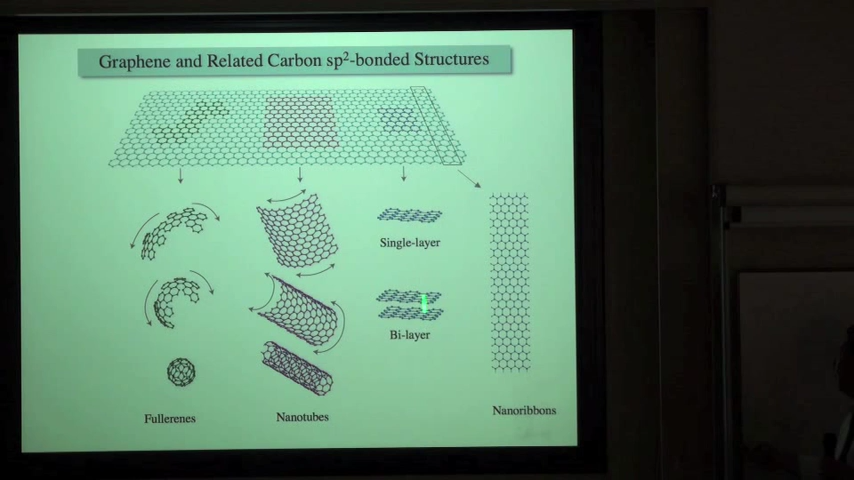 Graphene and Related Carbon sp²-bonded Structures
Single-layer
Bi-layer
Fullerenes
Nanotubes
Nanoribbons